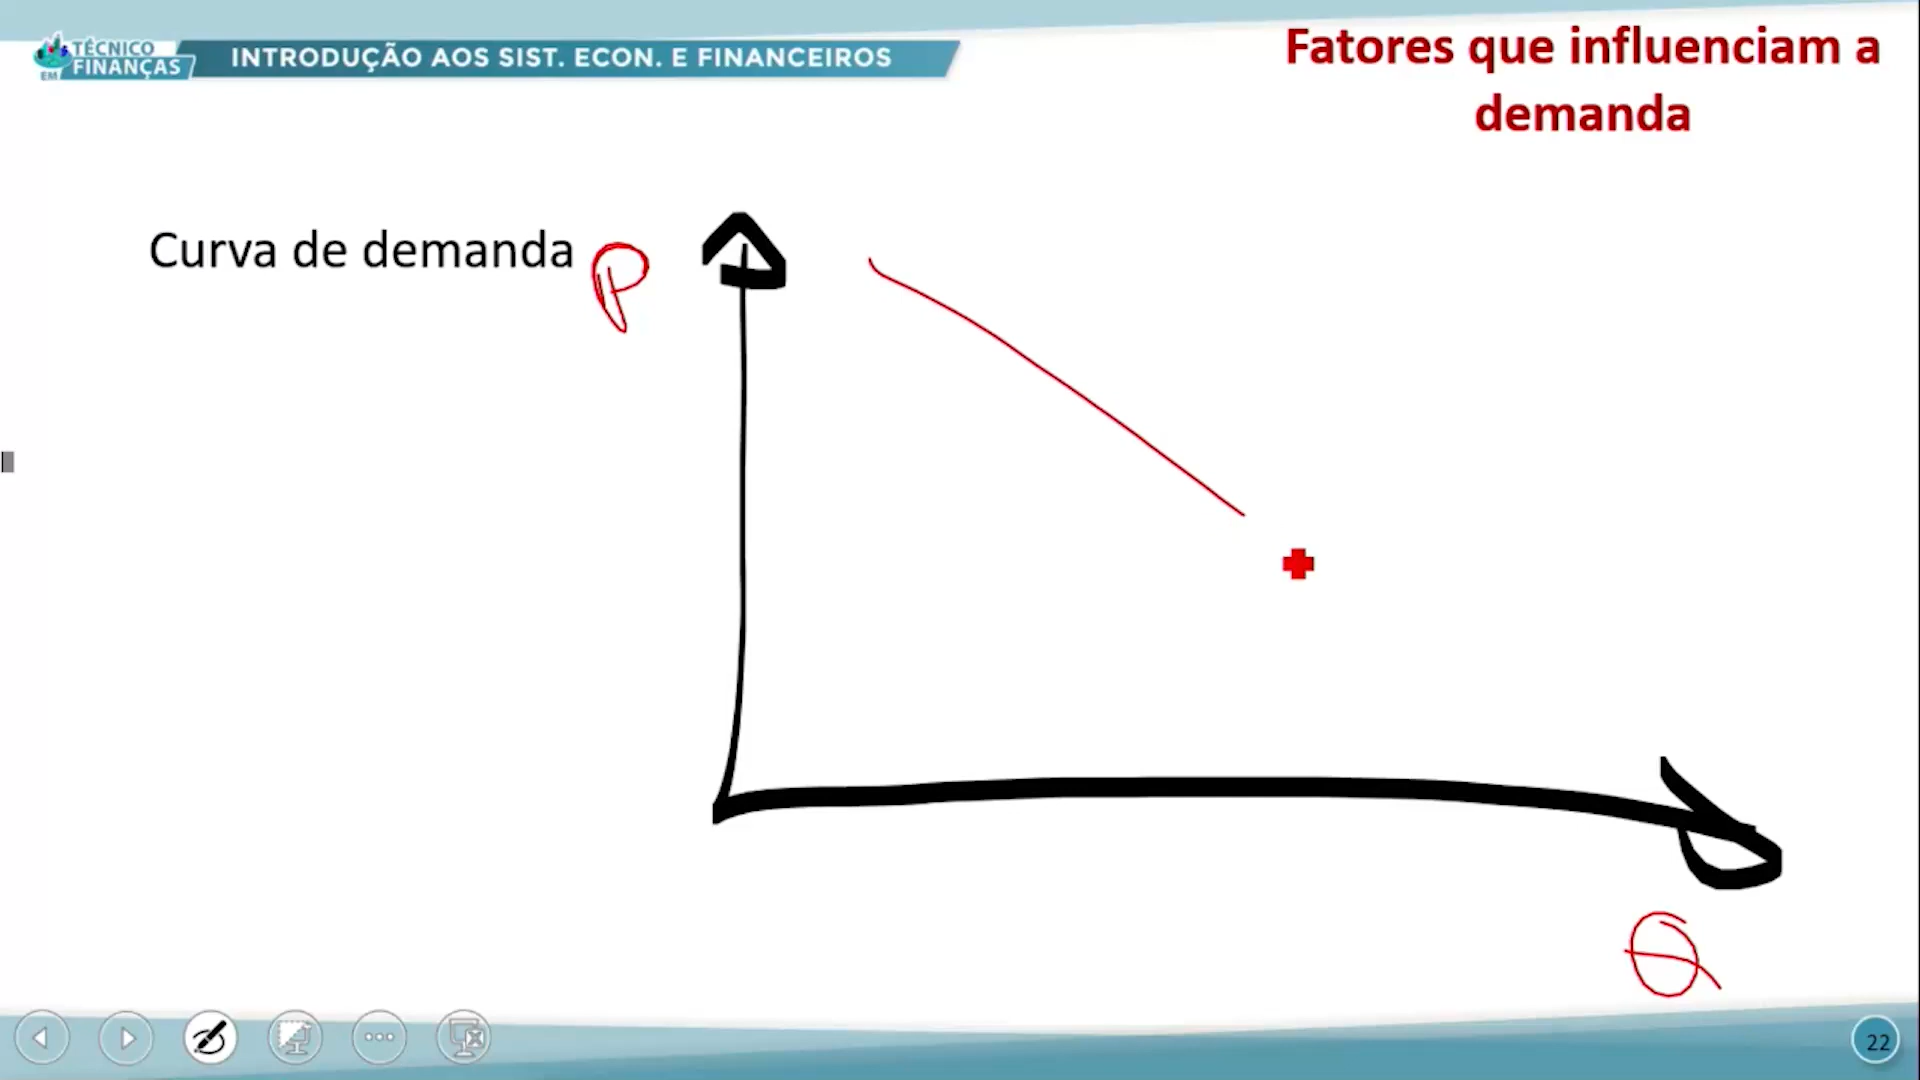 TÉCNICO
EM FINANÇAS
INTRODUÇÃO AOS SIST. ECON. E FINANCEIROS
Fatores que influenciam a
demanda
Curva de demanda
P
Q
22